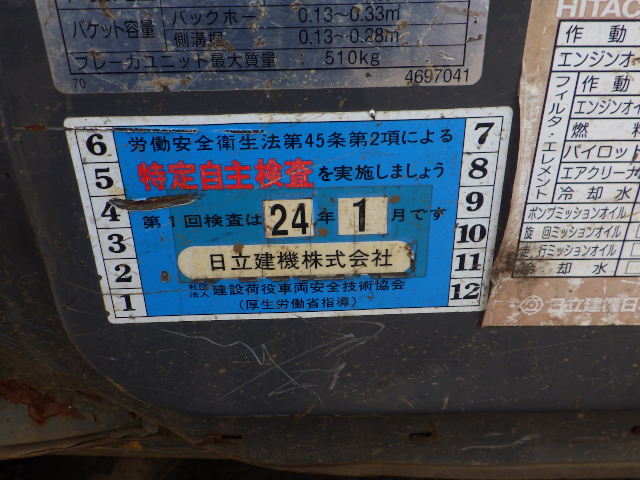 バケット容量
バックホー 0.13~0.33m
側溝掘 0.13~0.28m
ブレーカユニット最大質量 510kg
70 4697041
労働安全衛生法第45条第2項による
特定自主検査を実施しましょう
第1回検査は24年1月です
日立建機株式会社
社団法人 建設荷役車両安全技術協会
(厚生労働省指導)
6
5
4
3
2
1
7
8
9
10
11
12
HITAC
作動
エンジンオイ
フィルタ・エレメント
作動
エンジンオー
燃料
パイロット
エアクリーナ
冷却水
ポンプミッションオイル
旋回ミッションオイル
走行ミッションオイル
冷却水
日立建機日